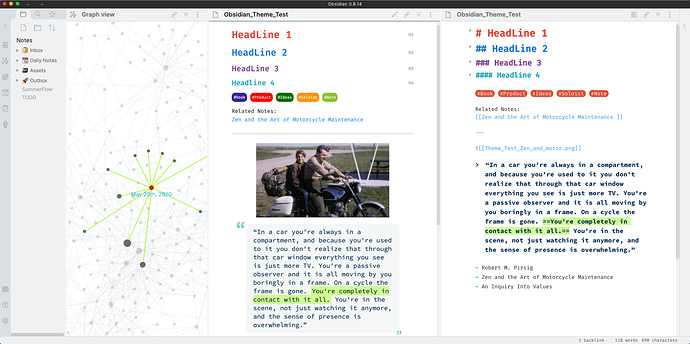 Obsidian 0.8.14
Graph view
Obsidian_Theme_Test
Obsidian_Theme_Test
Notes
Inbox
Daily Notes
Assets
Outbox
SummerFlow
TODO
May 20th, 2020
HeadLine 1
HeadLine 2
HeadLine 3
Headline 4
#Book #Product #Ideas #Soloist #Note
Related Notes:
Zen and the Art of Motorcycle Maintenance
“In a car you're always in a
compartment, and because you're used
to it you don't realize that through
that car window everything you see
is just more TV. You're a passive
observer and it is all moving by you
boringly in a frame. On a cycle the
frame is gone. You're completely in
contact with it all. You're in the
scene, not just watching it anymore,
and the sense of presence is
overwhelming.”
# HeadLine 1
## HeadLine 2
### HeadLine 3
#### Headline 4
#Book #Product #Ideas #Soloist #Note
Related Notes:
[[Zen and the Art of Motorcycle Maintenance ]]
---
![[Theme_Test_Zen_and_motor.png]]
> “In a car you're always in a compartment,
and because you're used to it you don't
realize that through that car window
everything you see is just more TV. You're
a passive observer and it is all moving by
you boringly in a frame. On a cycle the
frame is gone. ==You're completely in
contact with it all.== You're in the
scene, not just watching it anymore, and
the sense of presence is overwhelming.”
- Robert M. Pirsig
- Zen and the Art of Motorcycle Maintenance
- An Inquiry Into Values
1 backlink 118 words 698 characters